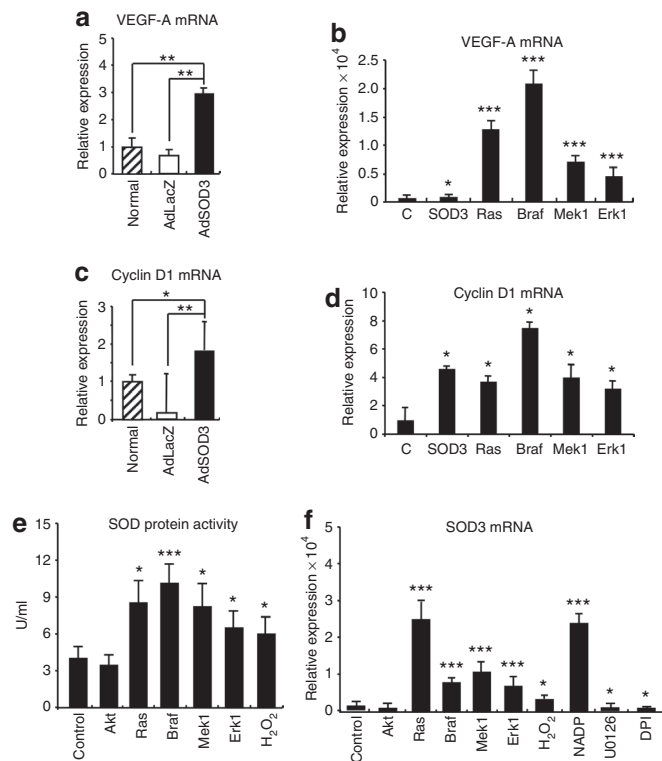 a
VEGF-A mRNA
Relative expression
4
3
2
1
0
**
**
Normal
AdLacZ
AdSOD3
b
VEGF-A mRNA
Relative expression × 10⁴
2.5
2.0
1.5
1.0
0.5
0
*
***
***
***
***
C SOD3 Ras Braf Mek1 Erk1
c
Cyclin D1 mRNA
Relative expression
3
2
1
0
*
**
Normal
AdLacZ
AdSOD3
d
Cyclin D1 mRNA
Relative expression
10
8
6
4
2
0
*
*
*
*
*
C SOD3 Ras Braf Mek1 Erk1
e
SOD protein activity
U/ml
15
12
9
6
3
0
*
***
*
*
*
Control
Akt
Ras
Braf
Mek1
Erk1
H₂O₂
f
SOD3 mRNA
Relative expression × 10⁴
5
4
3
2
1
0
***
***
***
***
*
***
*
*
Control
Akt
Ras
Braf
Mek1
Erk1
H₂O₂
NADP
U0126
DPI